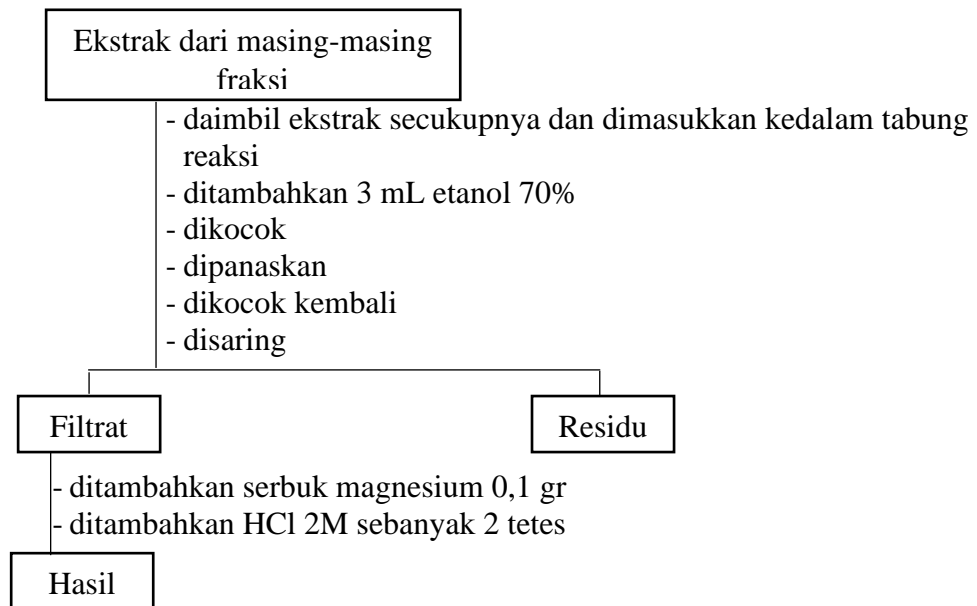 Ekstrak dari masing-masing
fraksi
- daimbil ekstrak secukupnya dan dimasukkan kedalam tabung
reaksi
- ditambahkan 3 mL etanol 70%
- dikocok
- dipanaskan
- dikocok kembali
- disaring
Filtrat
Residu
- ditambahkan serbuk magnesium 0,1 gr
- ditambahkan HCl 2M sebanyak 2 tetes
Hasil